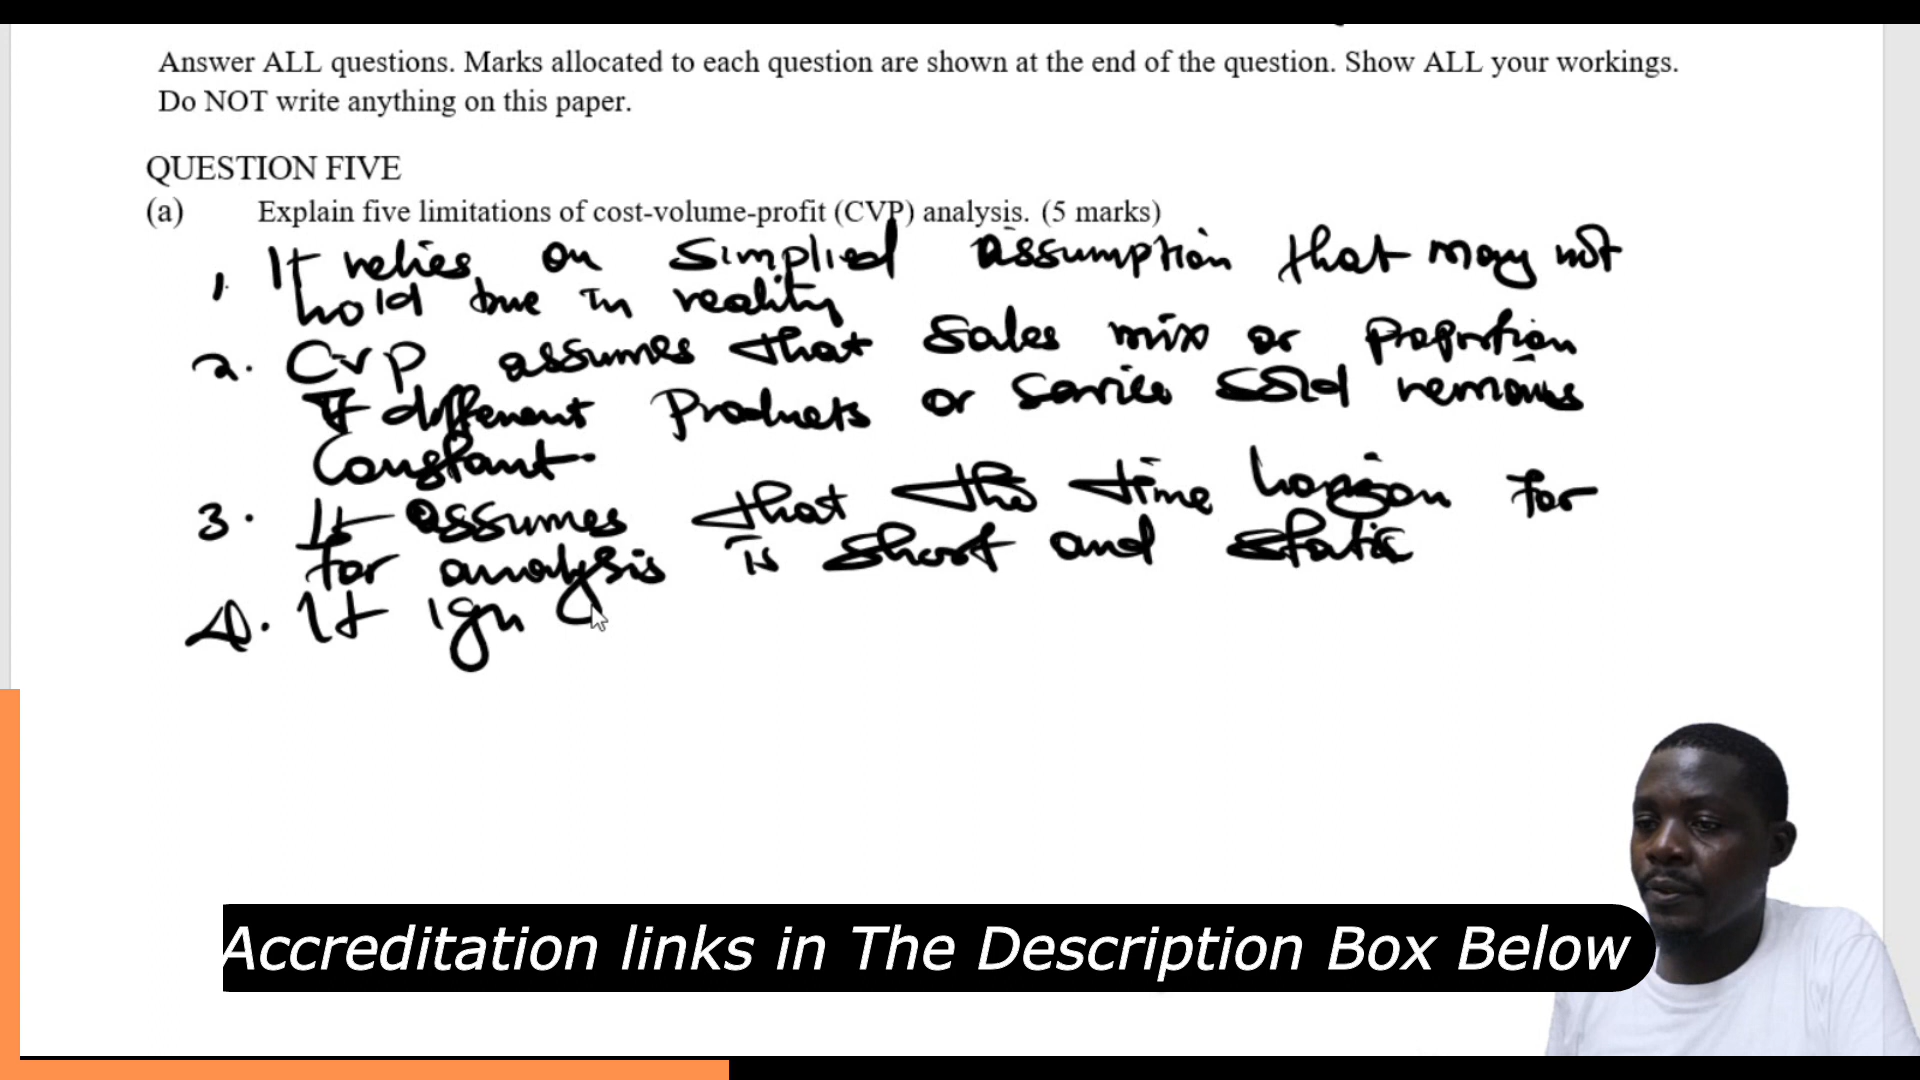 Answer ALL questions. Marks allocated to each question are shown at the end of the question. Show ALL your workings.
Do NOT write anything on this paper.
QUESTION FIVE
(a) Explain five limitations of cost-volume-profit (CVP) analysis. (5 marks)
1. It relies on simplied assumption that may not
hold true in reality
2. CVP assumes that sales mix or
different products or sold remains
Constant.
3. It assumes that the time for
for analysis is short and static
4. It ign
Accreditation links in The Description Box Below